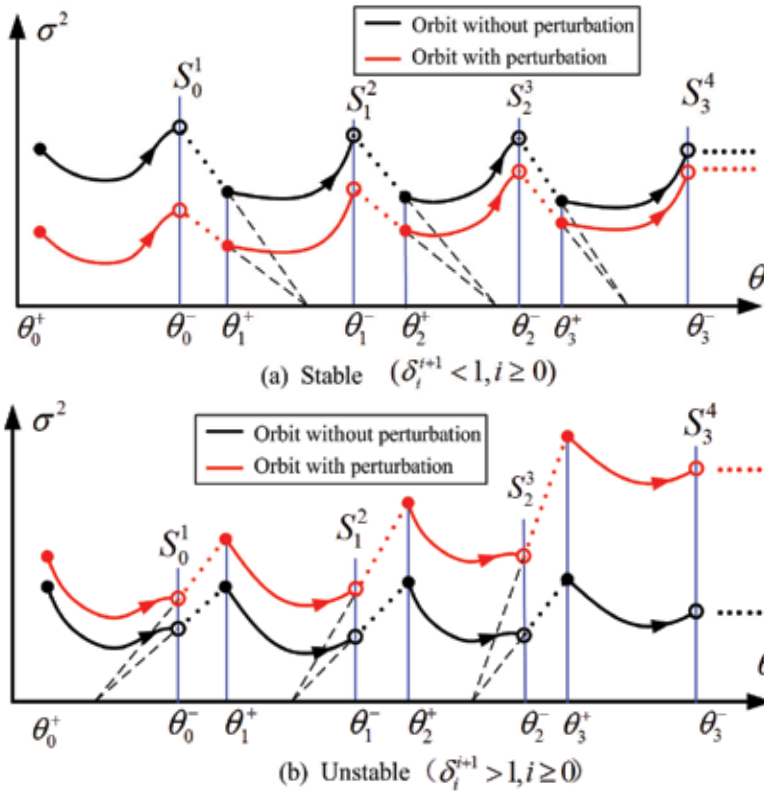 σ²
Orbit without perturbation
Orbit with perturbation
S₀¹ S₁² S₂³ S₃⁴
θ
θ₀⁺ θ₀⁻ θ₁⁺ θ₁⁻ θ₂⁺ θ₂⁻ θ₃⁺ θ₃⁻
(a) Stable (δᵢⁱ⁺¹ < 1, i ≥ 0)
σ²
Orbit without perturbation
Orbit with perturbation
S₀¹ S₁² S₂³ S₃⁴
θ₀⁺ θ₀⁻ θ₁⁺ θ₁⁻ θ₂⁺ θ₂⁻ θ₃⁺ θ₃⁻
(b) Unstable (δᵢⁱ⁺¹ > 1, i ≥ 0)